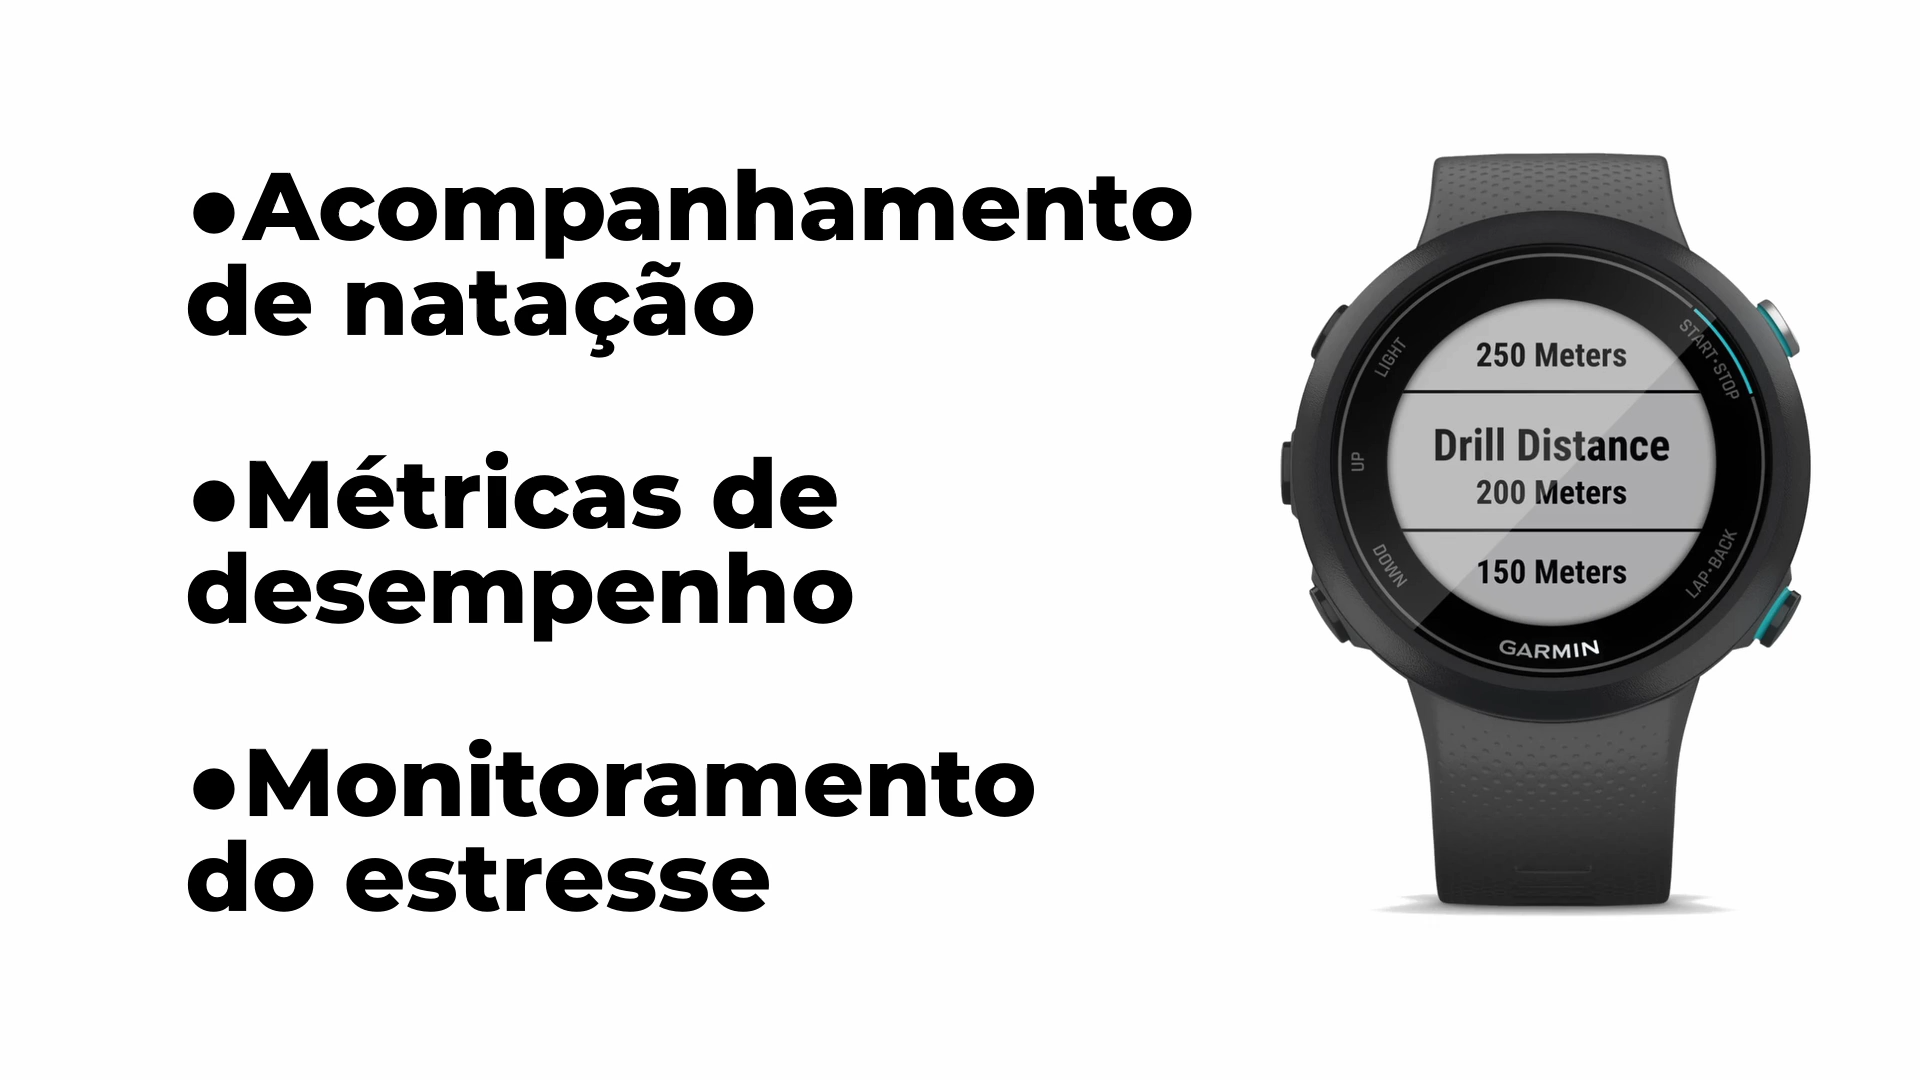 ●Acompanhamento
de natação
●Métricas de
desempenho
●Monitoramento
do estresse
250 Meters
Drill Distance
200 Meters
150 Meters
LIGHT
UP
DOWN
START•STOP
LAP•BACK
GARMIN